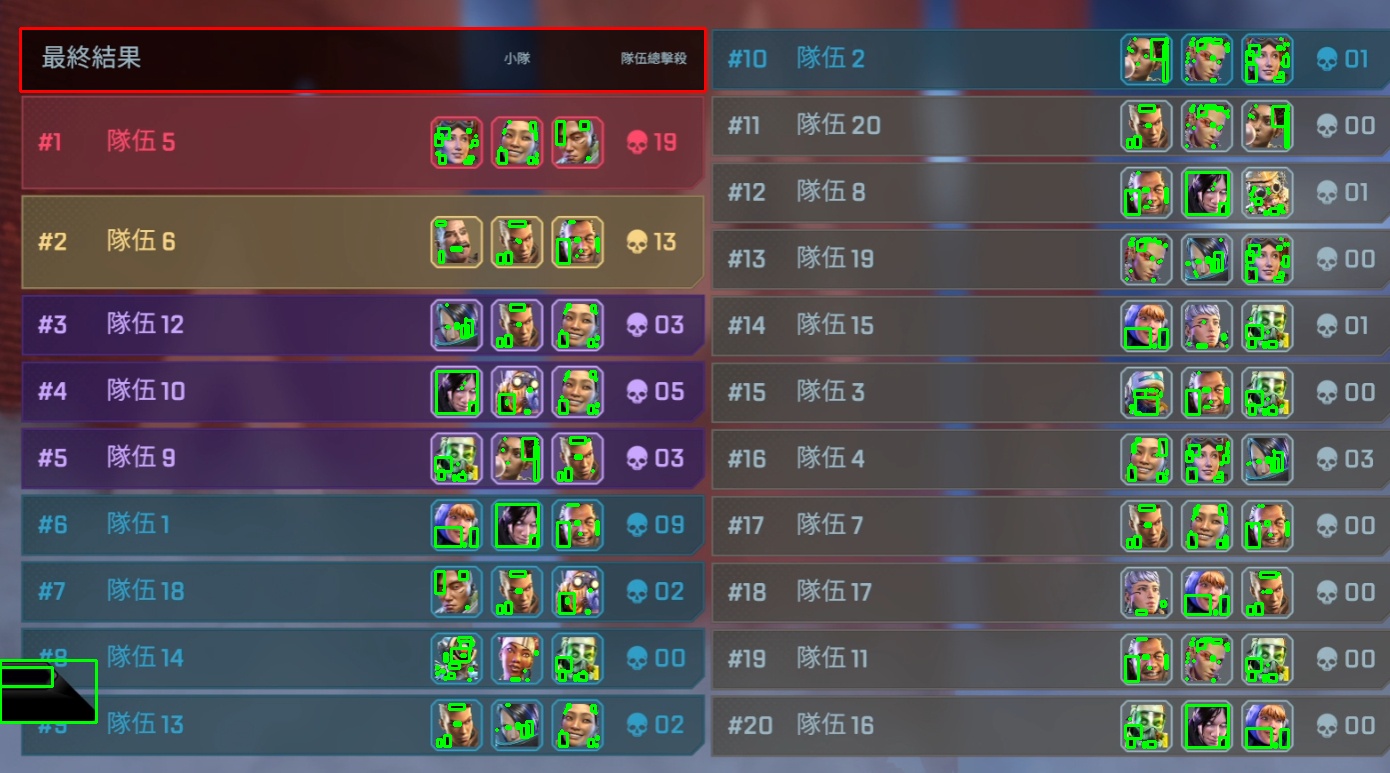 最終結果 小隊 隊伍總擊殺
#1 隊伍 5 19
#2 隊伍 6 13
#3 隊伍 12 03
#4 隊伍 10 05
#5 隊伍 9 03
#6 隊伍 1 09
#7 隊伍 18 02
#8 隊伍 14 00
#9 隊伍 13 02
#10 隊伍 2 01
#11 隊伍 20 00
#12 隊伍 8 01
#13 隊伍 19 00
#14 隊伍 15 01
#15 隊伍 3 00
#16 隊伍 4 03
#17 隊伍 7 00
#18 隊伍 17 00
#19 隊伍 11 00
#20 隊伍 16 00